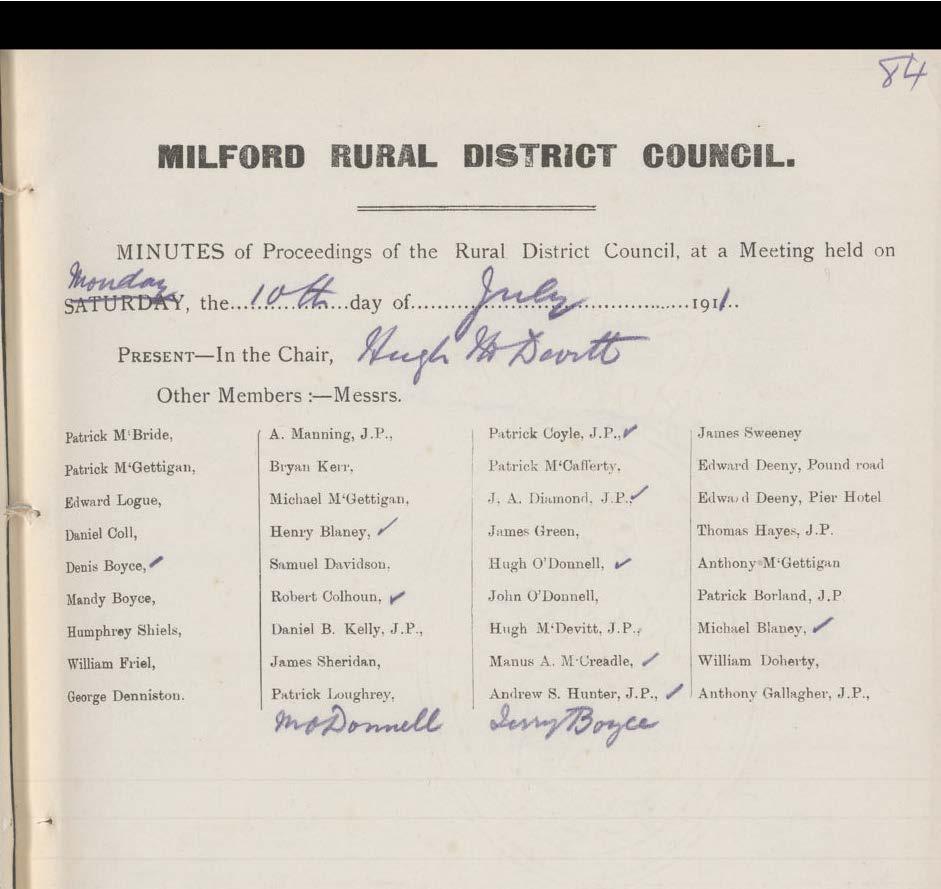 84
MILFORD RURAL DISTRICT COUNCIL.
MINUTES of Proceedings of the Rural District Council, at a Meeting held on
Monday
SATURDAY, the...10th...day of...July...1911..
PRESENT—In the Chair, Hugh McDevitt
Other Members :—Messrs.
Patrick M‘Bride,
Patrick M‘Gettigan,
Edward Logue,
Daniel Coll,
Denis Boyce, ✓
Mandy Boyce,
Humphrey Shiels,
William Friel,
George Denniston.
A. Manning, J.P.,
Bryan Kerr,
Michael M‘Gettigan,
Henry Blaney, ✓
Samuel Davidson,
Robert Colhoun, ✓
Daniel B. Kelly, J.P.,
James Sheridan,
Patrick Loughrey,
McDonnell
Patrick Coyle, J.P., ✓
Patrick M‘Cafferty,
J. A. Diamond, J.P., ✓
James Green,
Hugh O'Donnell, ✓
John O'Donnell,
Hugh M‘Devitt, J.P.,
Manus A. M‘Creadle, ✓
Andrew S. Hunter, J.P., ✓
Boyce
James Sweeney
Edward Deeny, Pound road
Edward Deeny, Pier Hotel
Thomas Hayes, J.P.
Anthony M‘Gettigan
Patrick Borland, J.P
Michael Blaney, ✓
William Doherty,
Anthony Gallagher, J.P.,